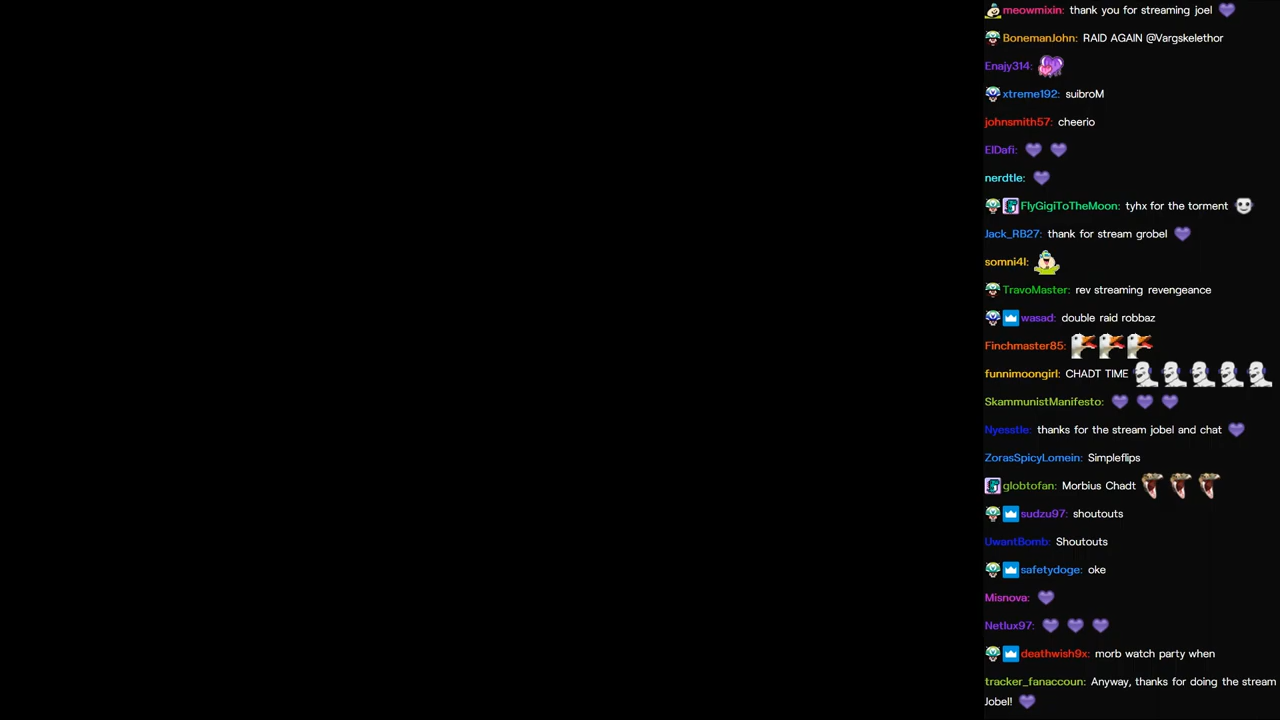 meowmixin: thank you for streaming joel
BonemanJohn: RAID AGAIN @Vargskelethor
Enajy314:
xtreme192: suibroM
johnsmith57: cheerio
ElDafi:
nerdtle:
FlyGigiToTheMoon: tyhx for the torment
Jack_RB27: thank for stream grobel
somni4l:
TravoMaster: rev streaming revengeance
wasad: double raid robbaz
Finchmaster85:
funnimoongirl: CHADT TIME
SkammunistManifesto:
Nyesstle: thanks for the stream jobel and chat
ZorasSpicyLomein: Simpleflips
globtofan: Morbius Chadt
sudzu97: shoutouts
UwantBomb: Shoutouts
safetydoge: oke
Misnova:
Netlux97:
deathwish9x: morb watch party when
tracker_fanaccoun: Anyway, thanks for doing the stream
Jobel!